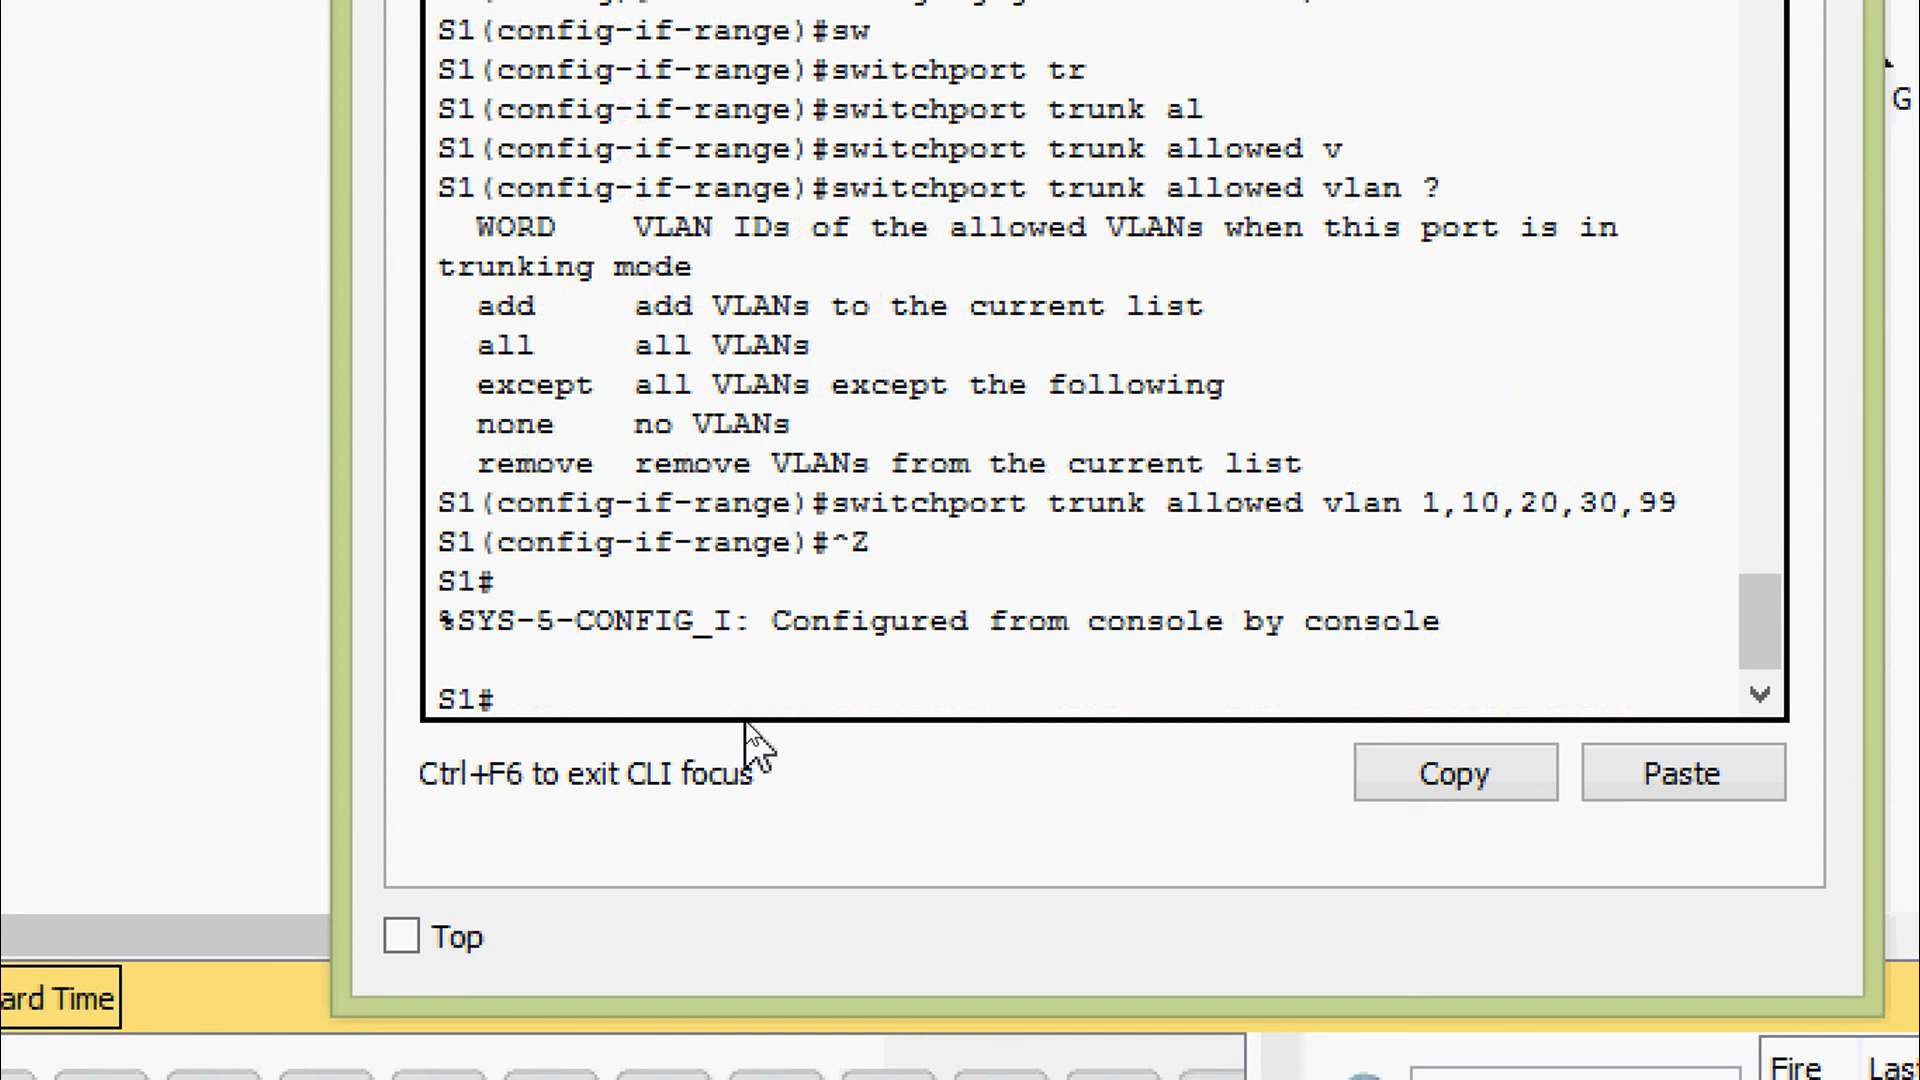 S1(config-if-range)#sw
S1(config-if-range)#switchport tr
S1(config-if-range)#switchport trunk al
S1(config-if-range)#switchport trunk allowed v
S1(config-if-range)#switchport trunk allowed vlan ?
WORD VLAN IDs of the allowed VLANs when this port is in
trunking mode
add add VLANs to the current list
all all VLANs
except all VLANs except the following
none no VLANs
remove remove VLANs from the current list
S1(config-if-range)#switchport trunk allowed vlan 1,10,20,30,99
S1(config-if-range)#^Z
S1#
%SYS-5-CONFIG_I: Configured from console by console
S1#
Ctrl+F6 to exit CLI focus
Copy
Paste
Top
ard Time
G
Fire
Las